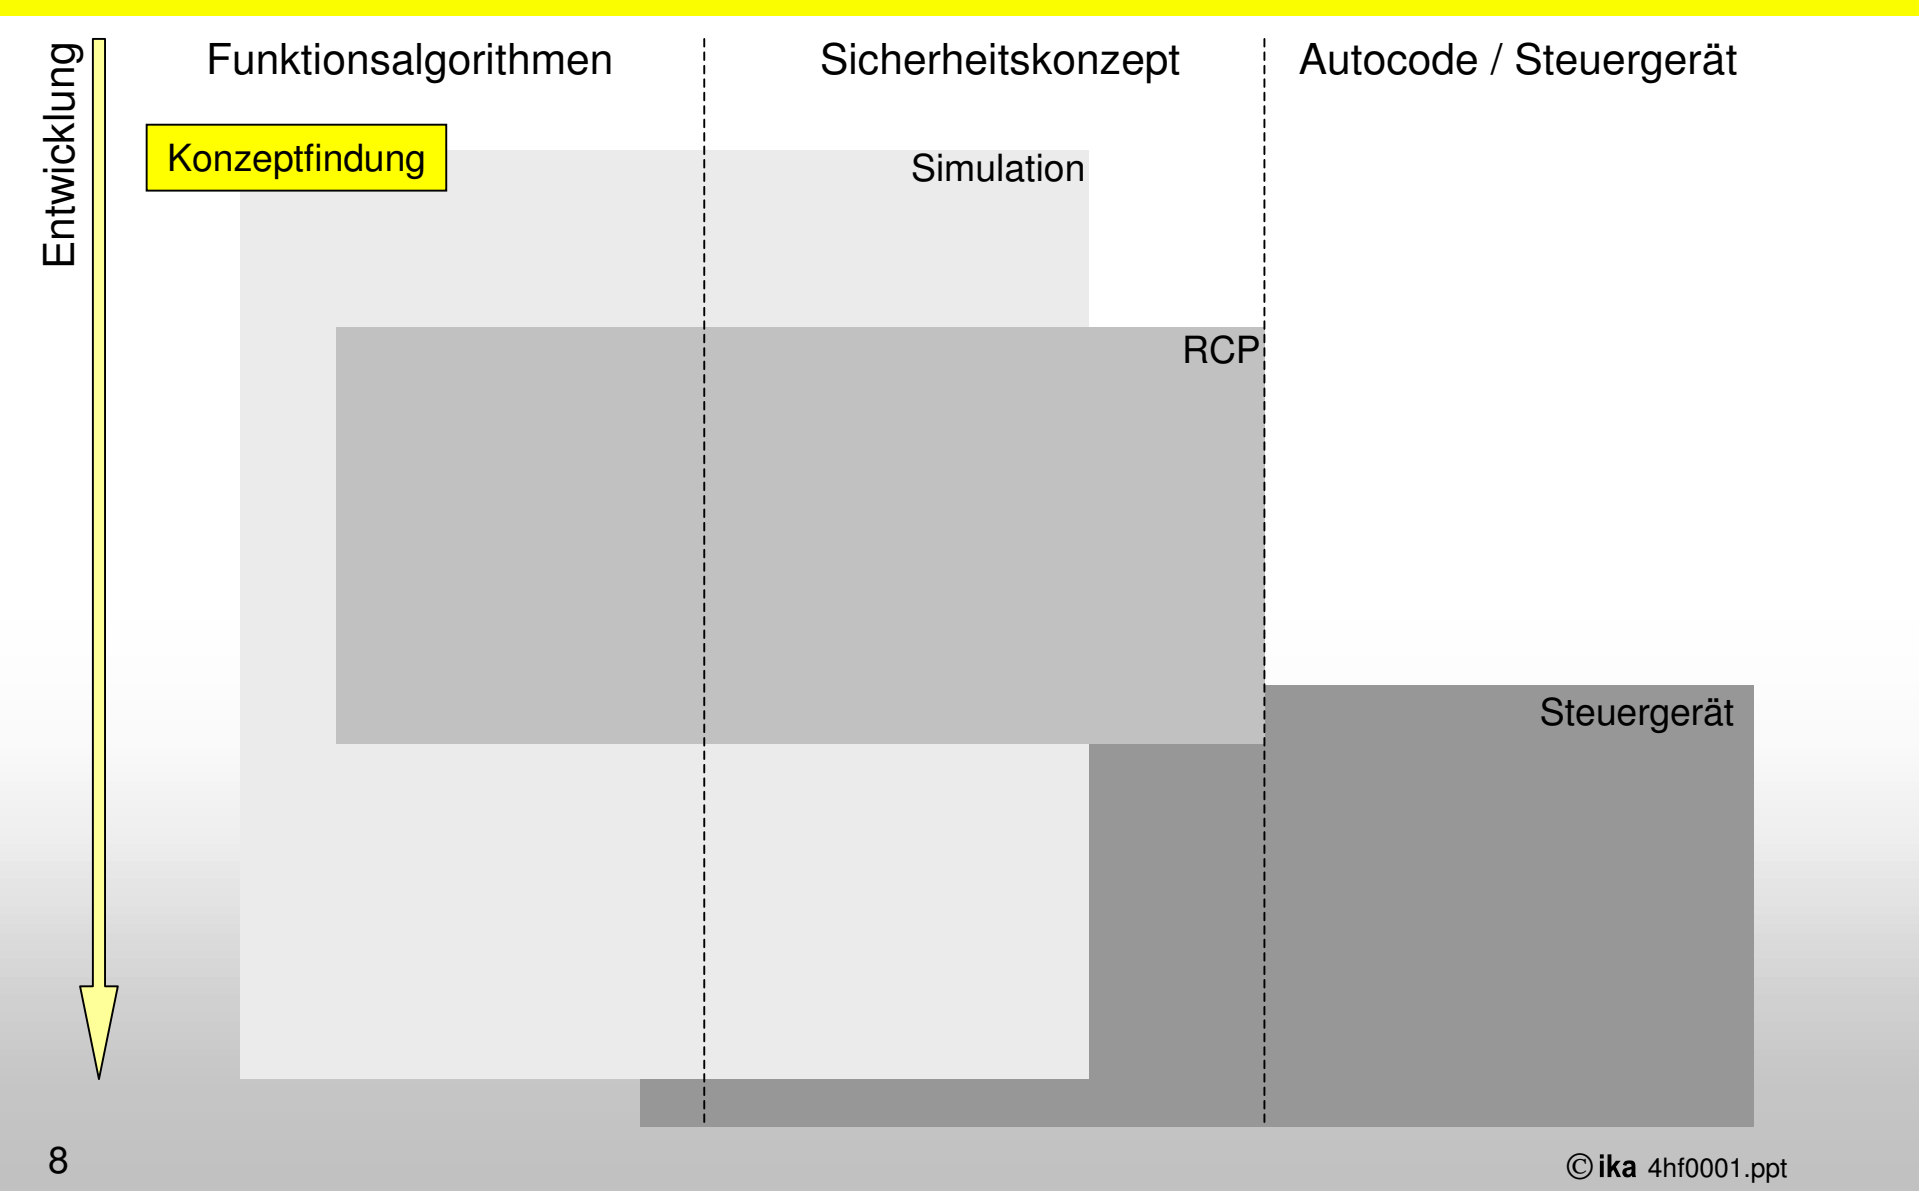 Entwicklung
Funktionsalgorithmen
Sicherheitskonzept
Autocode / Steuergerät
Konzeptfindung
Simulation
RCP
Steuergerät
8
© ika 4hf0001.ppt